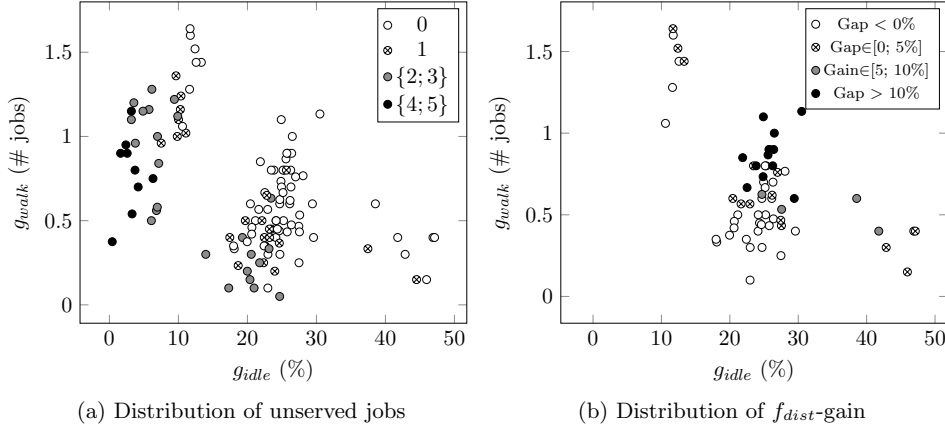 0
1
{2; 3}
{4; 5}
1.5
1
0.5
0
g_walk (# jobs)
0 10 20 30 40 50
g_idle (%)
(a) Distribution of unserved jobs
Gap < 0%
Gap∈[0; 5%]
Gain∈[5; 10%]
Gap > 10%
1.5
1
0.5
0
g_walk (# jobs)
0 10 20 30 40 50
g_idle (%)
(b) Distribution of f_dist-gain